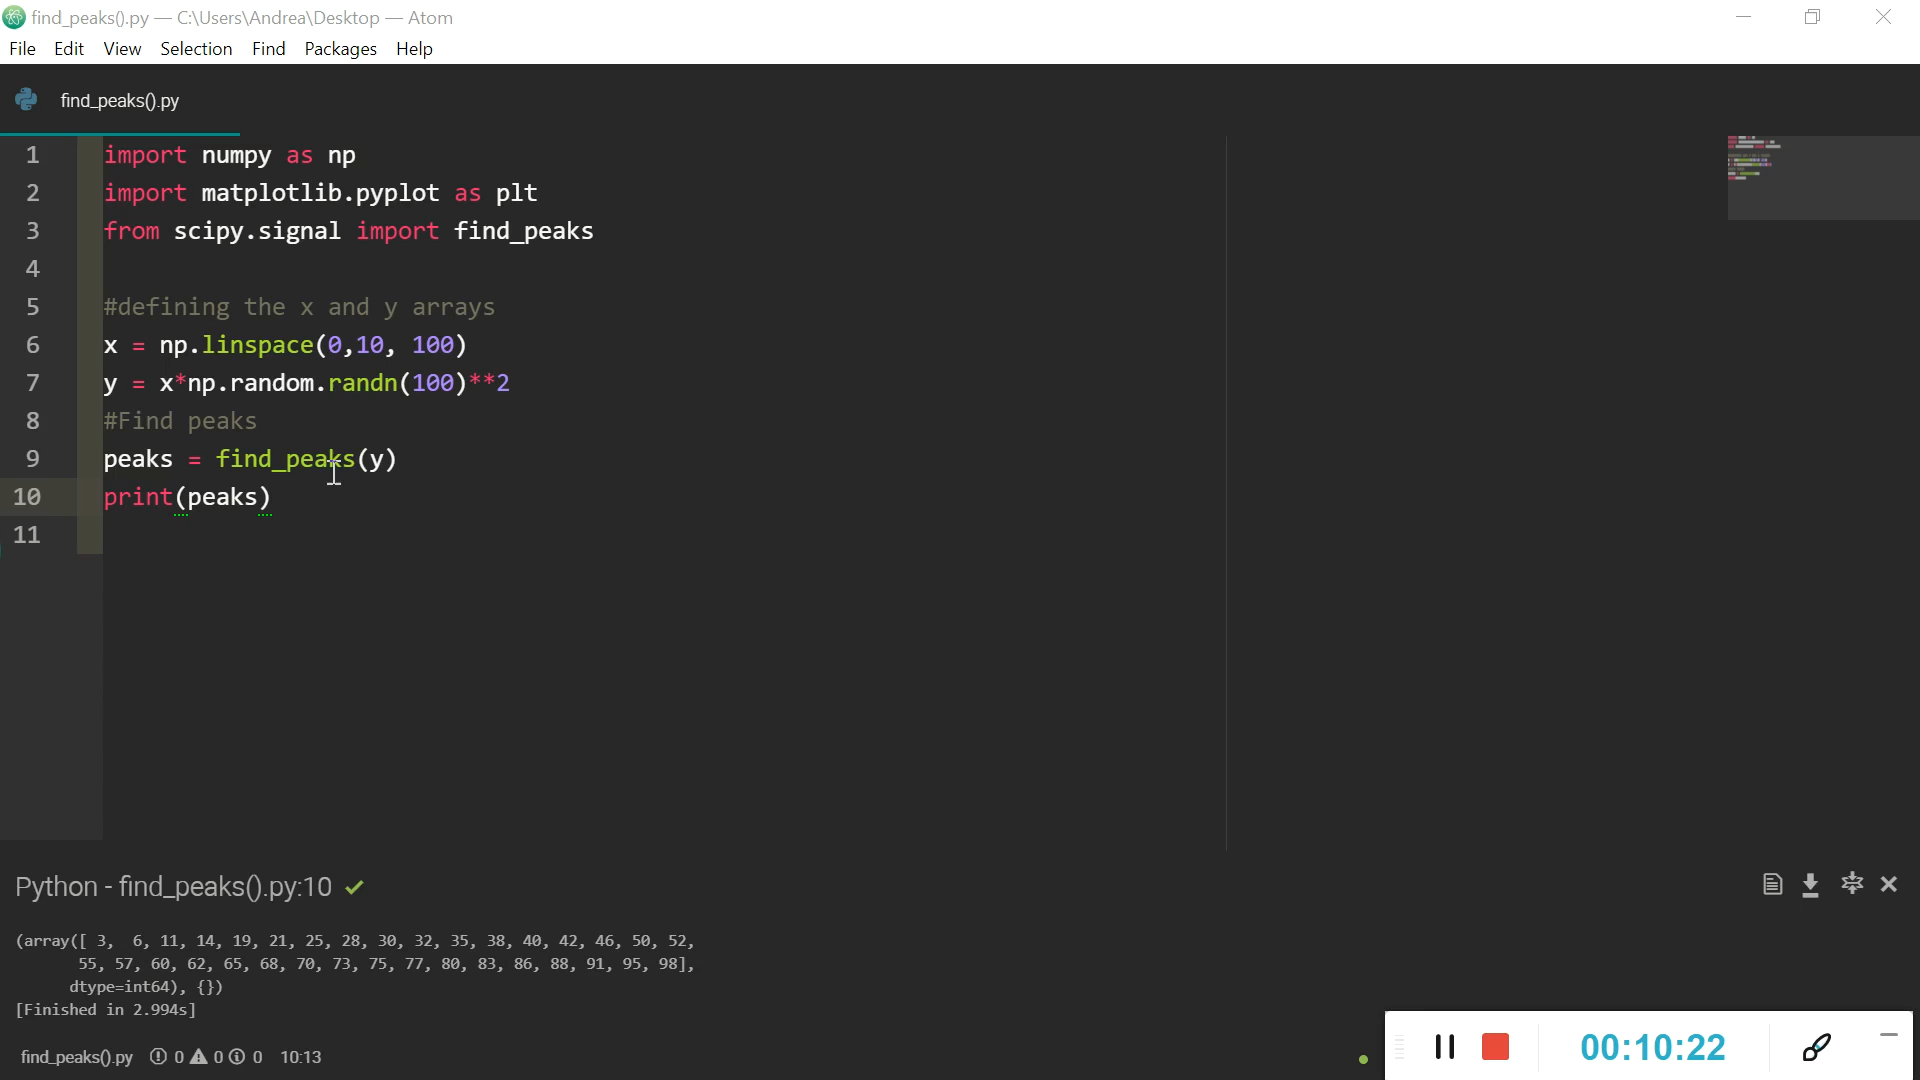 find_peaks().py — C:\Users\Andrea\Desktop — Atom
File Edit View Selection Find Packages Help
find_peaks().py
1 import numpy as np
2 import matplotlib.pyplot as plt
3 from scipy.signal import find_peaks
4
5 #defining the x and y arrays
6 x = np.linspace(0,10, 100)
7 y = x*np.random.randn(100)**2
8 #Find peaks
9 peaks = find_peaks(y)
10 print(peaks)
11
Python - find_peaks().py:10
(array([ 3, 6, 11, 14, 19, 21, 25, 28, 30, 32, 35, 38, 40, 42, 46, 50, 52,
55, 57, 60, 62, 65, 68, 70, 73, 75, 77, 80, 83, 86, 88, 91, 95, 98],
dtype=int64), {})
[Finished in 2.994s]
find_peaks().py 0 0 0 10:13
00:10:22